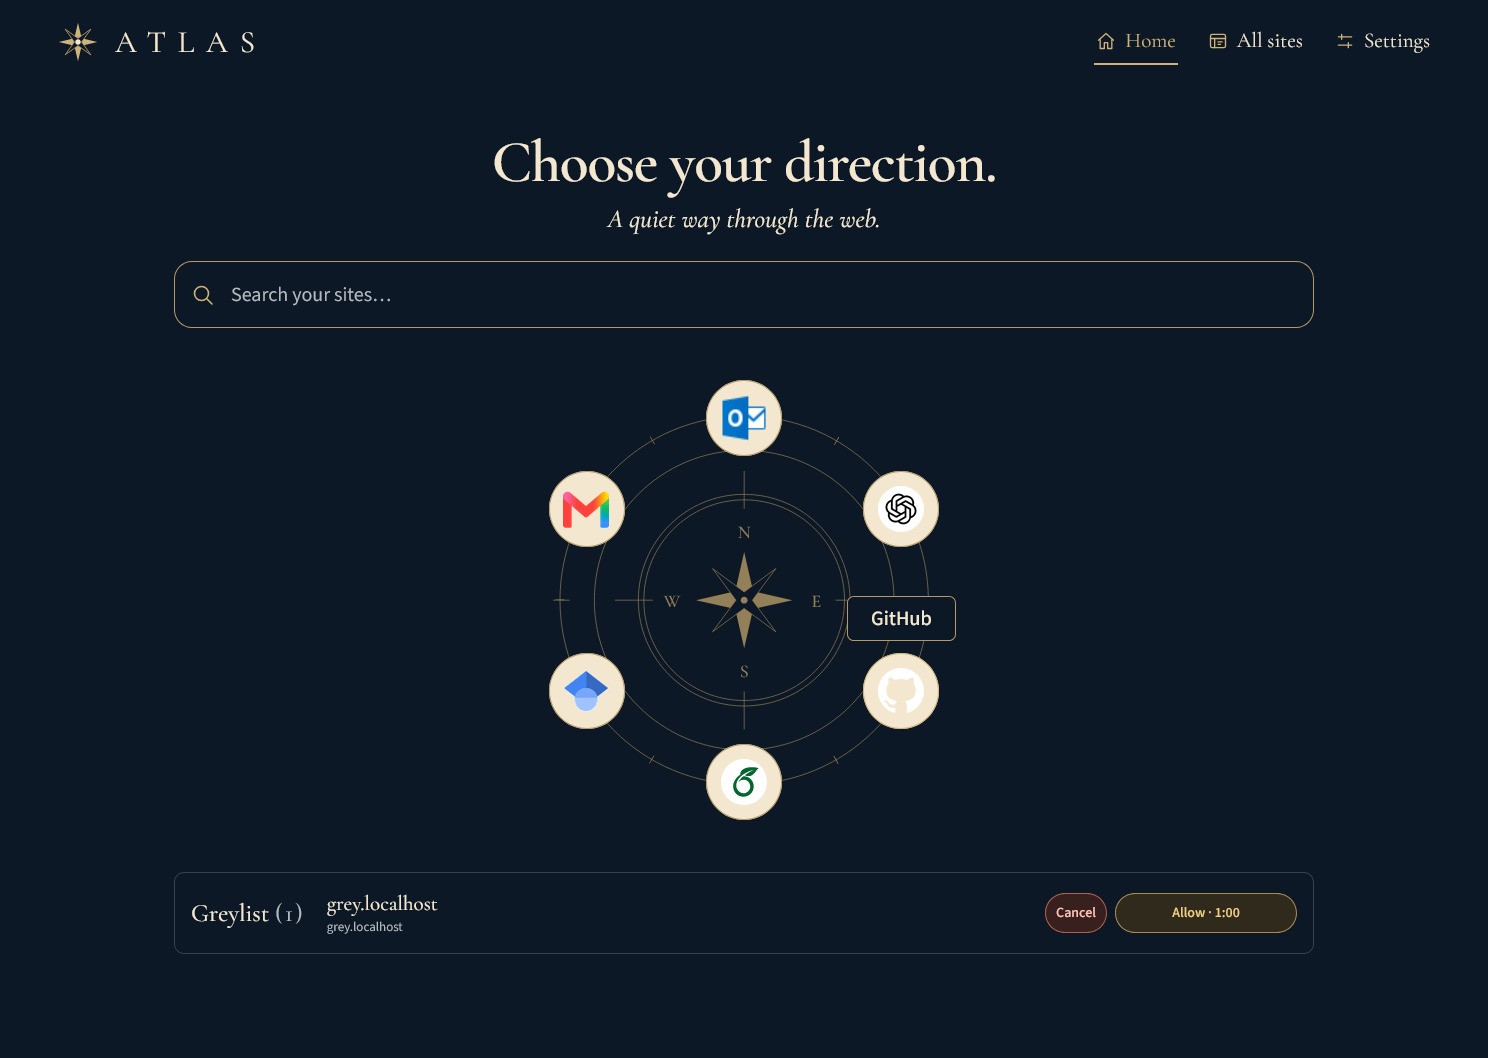 ATLAS
Home
All sites
Settings
Choose your direction.
A quiet way through the web.
Search your sites…
N
W
E
S
GitHub
Greylist (1)
grey.localhost
grey.localhost
Cancel
Allow · 1:00